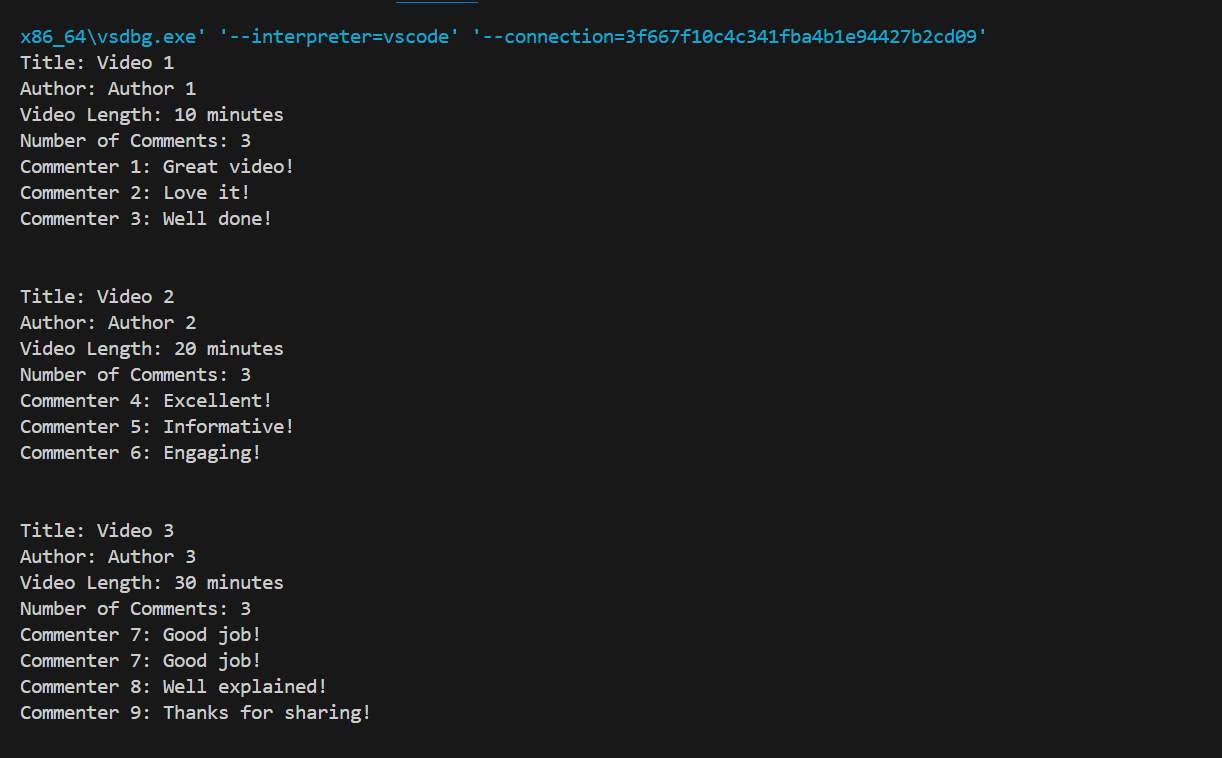 x86_64\vsdbg.exe' '--interpreter=vscode' '--connection=3f667f10c4c341fba4b1e94427b2cd09'
Title: Video 1
Author: Author 1
Video Length: 10 minutes
Number of Comments: 3
Commenter 1: Great video!
Commenter 2: Love it!
Commenter 3: Well done!
Title: Video 2
Author: Author 2
Video Length: 20 minutes
Number of Comments: 3
Commenter 4: Excellent!
Commenter 5: Informative!
Commenter 6: Engaging!
Title: Video 3
Author: Author 3
Video Length: 30 minutes
Number of Comments: 3
Commenter 7: Good job!
Commenter 7: Good job!
Commenter 8: Well explained!
Commenter 9: Thanks for sharing!